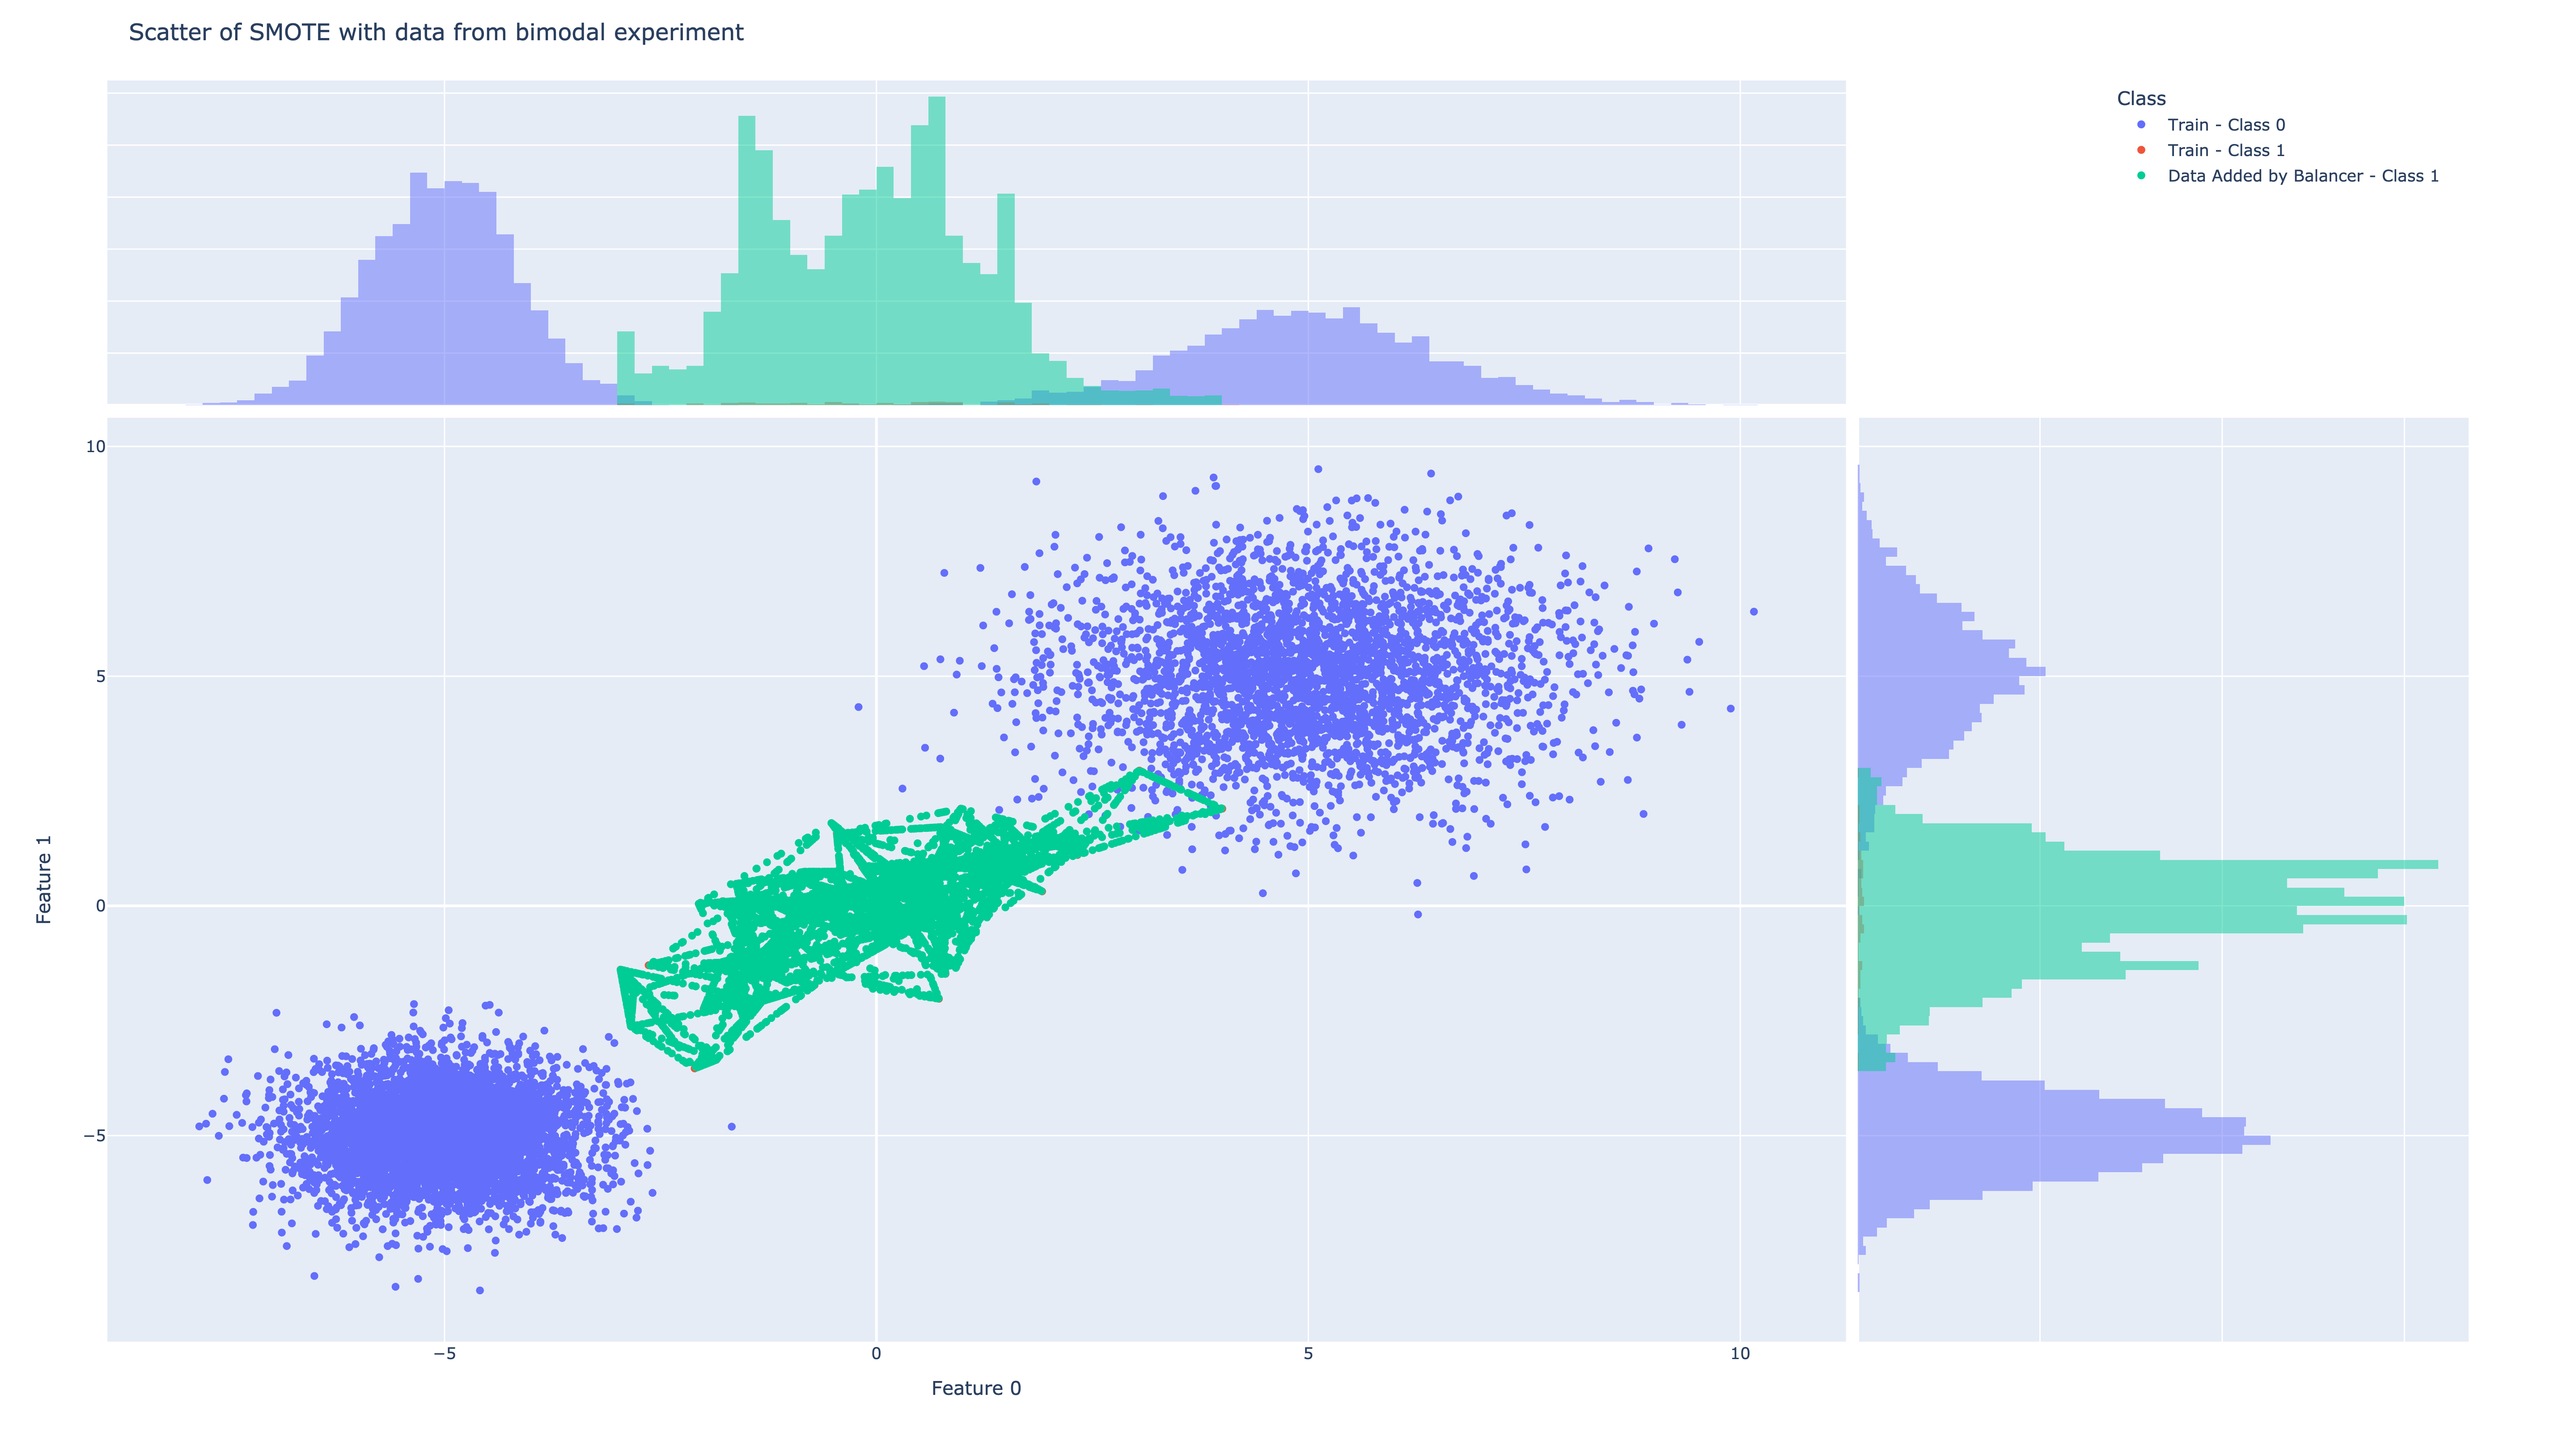 Scatter of SMOTE with data from bimodal experiment
Class
Train - Class 0
Train - Class 1
Data Added by Balancer - Class 1
10
5
0
−5
Feature 1
−5
0
5
10
Feature 0